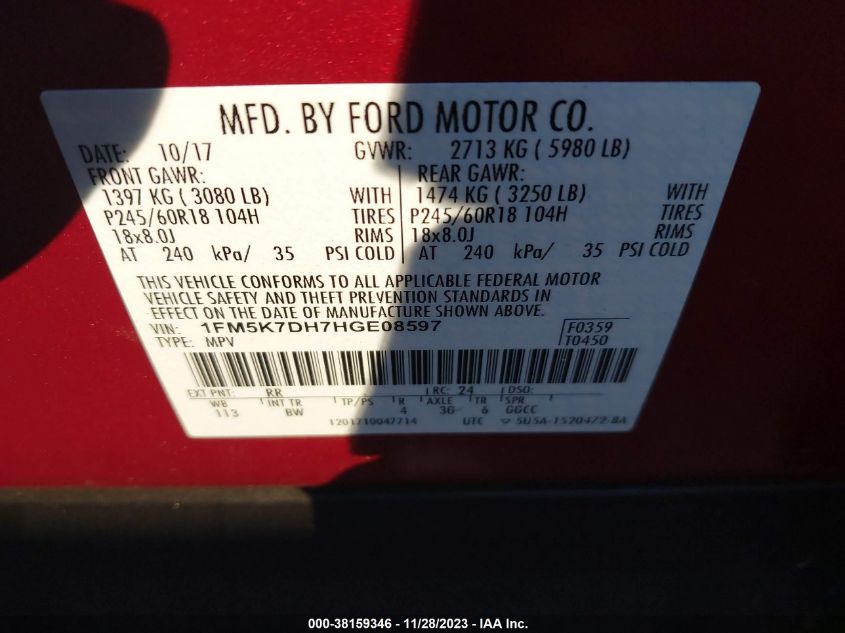 MFD. BY FORD MOTOR CO.
DATE: 10/17 GVWR: 2713 KG ( 5980 LB)
FRONT GAWR: REAR GAWR:
1397 KG ( 3080 LB) WITH 1474 KG ( 3250 LB) WITH
P245/60R18 104H TIRES P245/60R18 104H TIRES
18x8.0J RIMS 18x8.0J RIMS
AT 240 kPa/ 35 PSI COLD AT 240 kPa/ 35 PSI COLD
THIS VEHICLE CONFORMS TO ALL APPLICABLE FEDERAL MOTOR
VEHICLE SAFETY AND THEFT PREVENTION STANDARDS IN
EFFECT ON THE DATE OF MANUFACTURE SHOWN ABOVE.
VIN: 1FM5K7DH7HGE08597 F0359
TYPE: MPV T0450
EXT PNT: RR RC: 24 DSO:
WB INT TR TP/PS R AXLE TR SPR
113 BW 4 36 6 GGCC
1201710047714 UTC 5U5A-1520472-BA
000-38159346 - 11/28/2023 - IAA Inc.